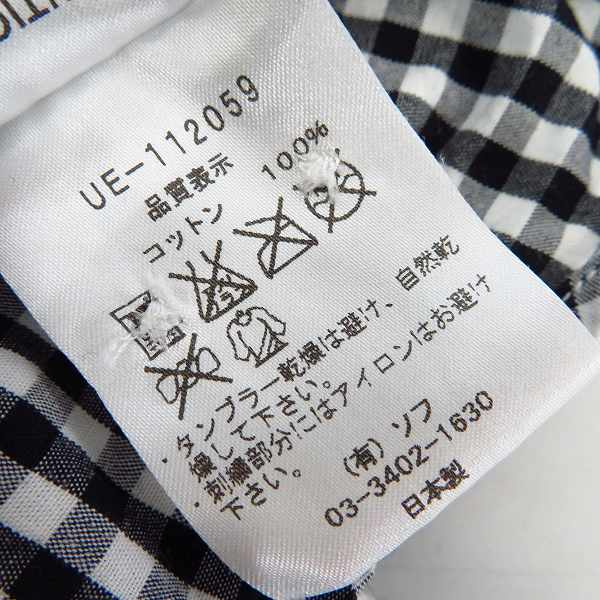 UE-112059
品質表示
コットン 100%
・タンブラー乾燥は避け、自然乾
燥して下さい。
・刺繍部分にはアイロンはお避け
下さい。
(有) ソフ
03-3402-1630
日本製